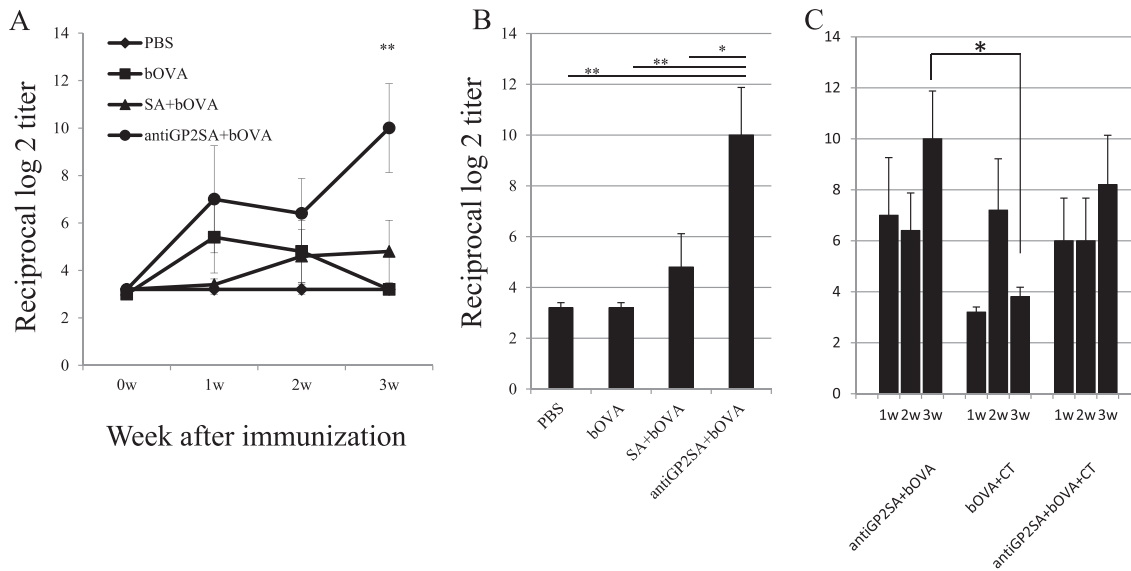 A
Reciprocal log 2 titer
14
12
10
8
6
4
2
0
PBS
bOVA
SA+bOVA
antiGP2SA+bOVA
**
0w 1w 2w 3w
Week after immunization
B
Reciprocal log 2 titer
14
12
10
8
6
4
2
0
**
**
*
PBS
bOVA
SA+bOVA
antiGP2SA+bOVA
C
14
12
10
8
6
4
2
0
*
1w 2w 3w 1w 2w 3w 1w 2w 3w
antiGP2SA+bOVA
bOVA+CT
antiGP2SA+bOVA+CT